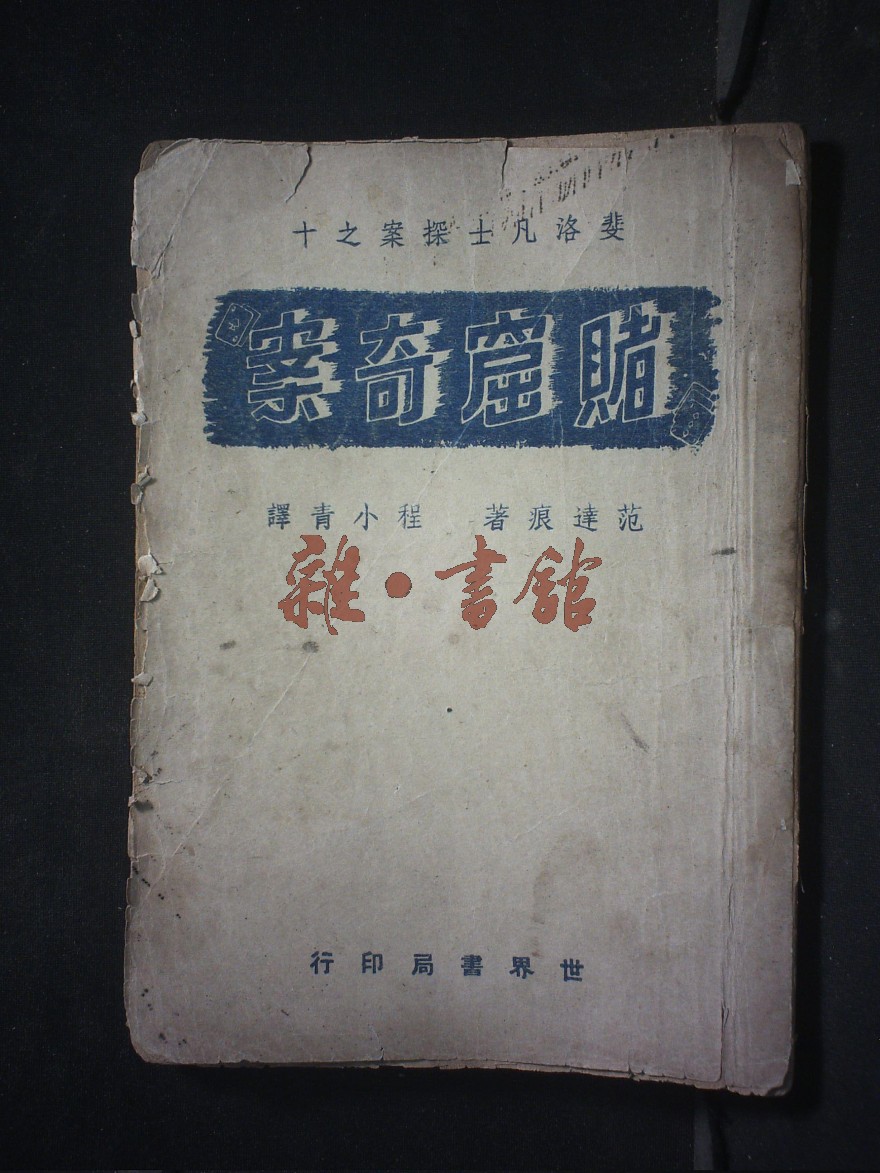 斐洛凡士探案之十
賭窟奇案
范達痕著 程小青譯
雜·書舘
世界書局印行